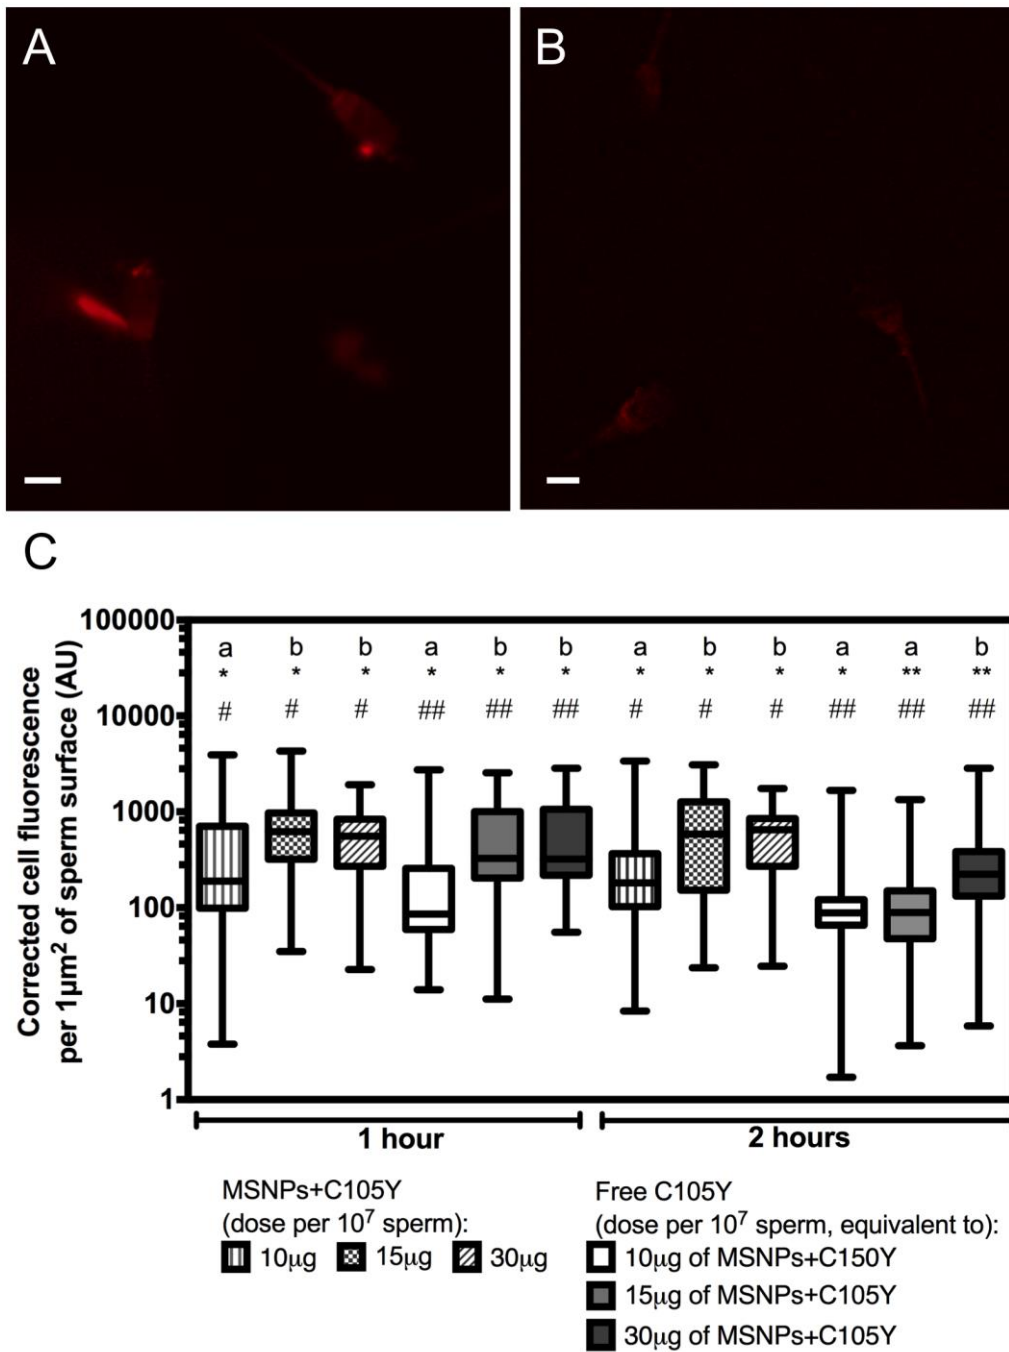 A
B
C
Corrected cell fluorescence
per 1μm² of sperm surface (AU)
100000
10000
1000
100
10
1
a b b a b b a b b a a b
* * * * * * * * * * ** **
# # # ## ## ## # # # ## ## ##
1 hour
2 hours
MSNPs+C105Y
(dose per 10⁷ sperm):
10μg
15μg
30μg
Free C105Y
(dose per 10⁷ sperm, equivalent to):
10μg of MSNPs+C150Y
15μg of MSNPs+C105Y
30μg of MSNPs+C105Y